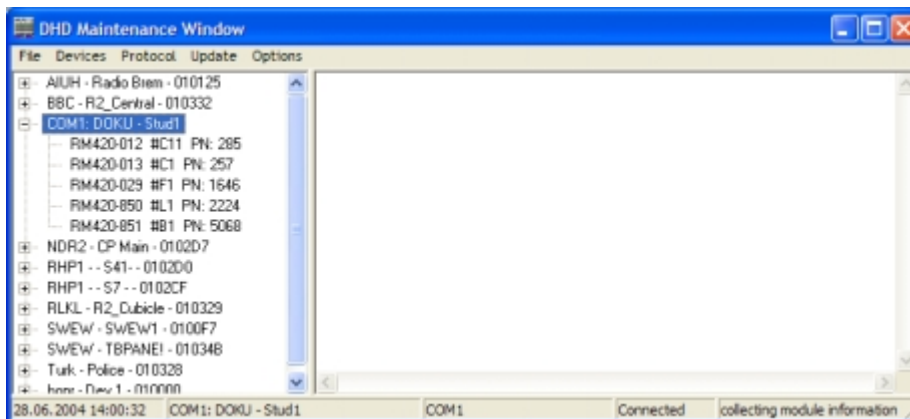 DHD Maintenance Window
File Devices Protocol Update Options
AIUH - Radio Brem - 010125
BBC - R2_Central - 010332
COM1: DOKU - Stud1
RM420-012 #C11 PN: 285
RM420-013 #C1 PN: 257
RM420-029 #F1 PN: 1646
RM420-850 #L1 PN: 2224
RM420-851 #B1 PN: 5068
NDR2 - CP Main - 0102D7
RHP1 - - S41- - 0102D0
RHP1 - - S7 - - 0102CF
RLKL - R2_Cubicle - 010329
SWEW - SWEW1 - 0100F7
SWEW - TBPANE! - 01034B
Turk - Police - 010328
- Dev 1 - 010000
28.06.2004 14:00:32 COM1: DOKU - Stud1 COM1 Connected collecting module information